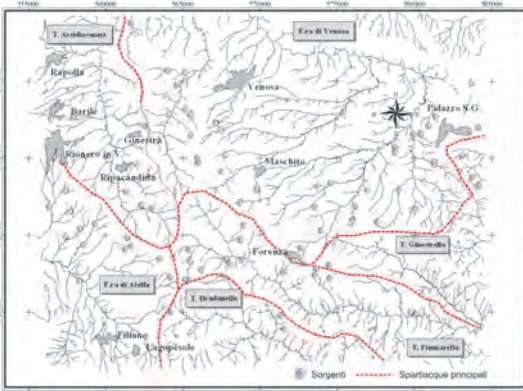 T. Arcidiaconata
F.ra di Venosa
Rapolla
Venosa
Barile
Palazzo S.G.
Ginestra
Rionero in V.
Maschito
Ripacandida
T. Ginestrello
Forenza
F.ra di Atella
T. Bradanello
Filiano
T. Fiumarella
Lagopesole
Sorgenti
Spartiacque principali